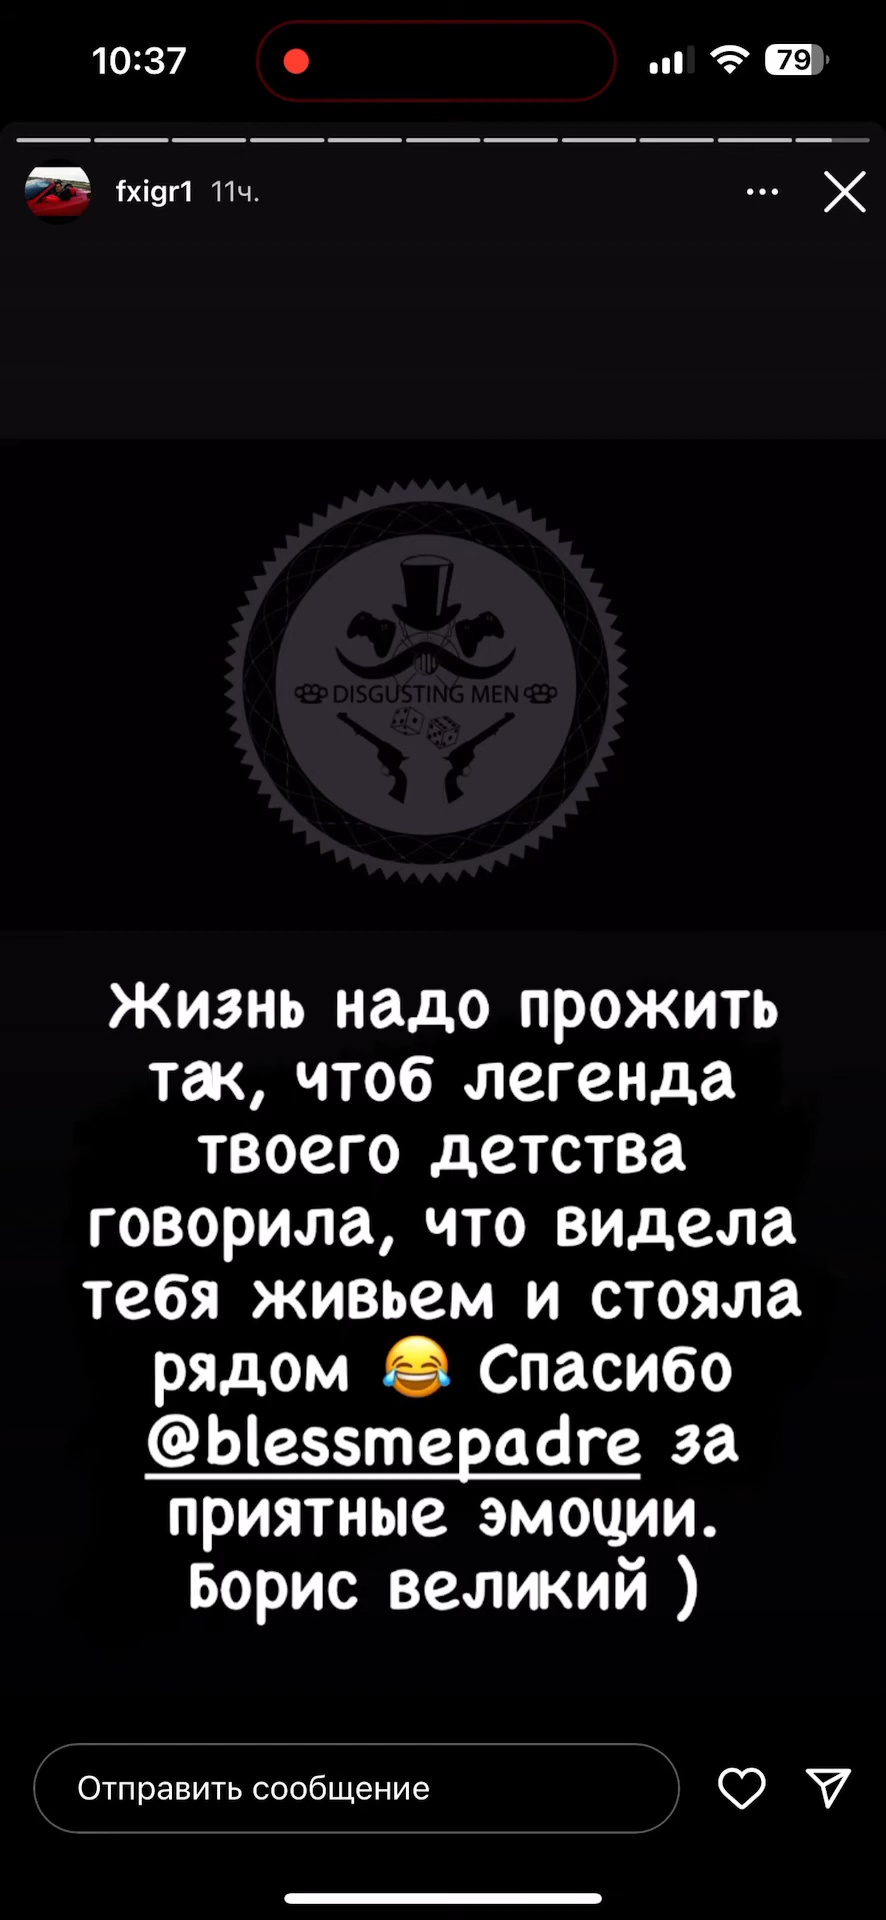 10:37
79
fxigr1 11ч.
DISGUSTING MEN
Жизнь надо прожить
так, чтоб легенда
твоего детства
говорила, что видела
тебя живьем и стояла
рядом 😂 Спасибо
@blessmepadre за
приятные эмоции.
Борис великий )
Отправить сообщение